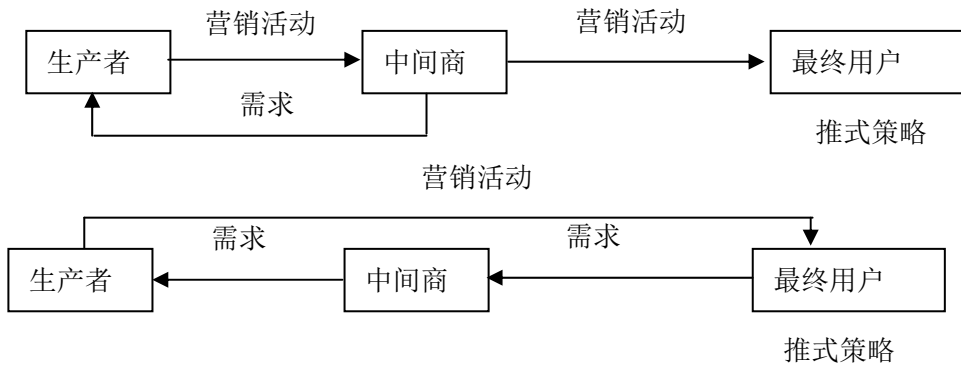 营销活动 营销活动
生产者 中间商 最终用户
需求
推式策略
营销活动
需求 需求
生产者 中间商 最终用户
推式策略